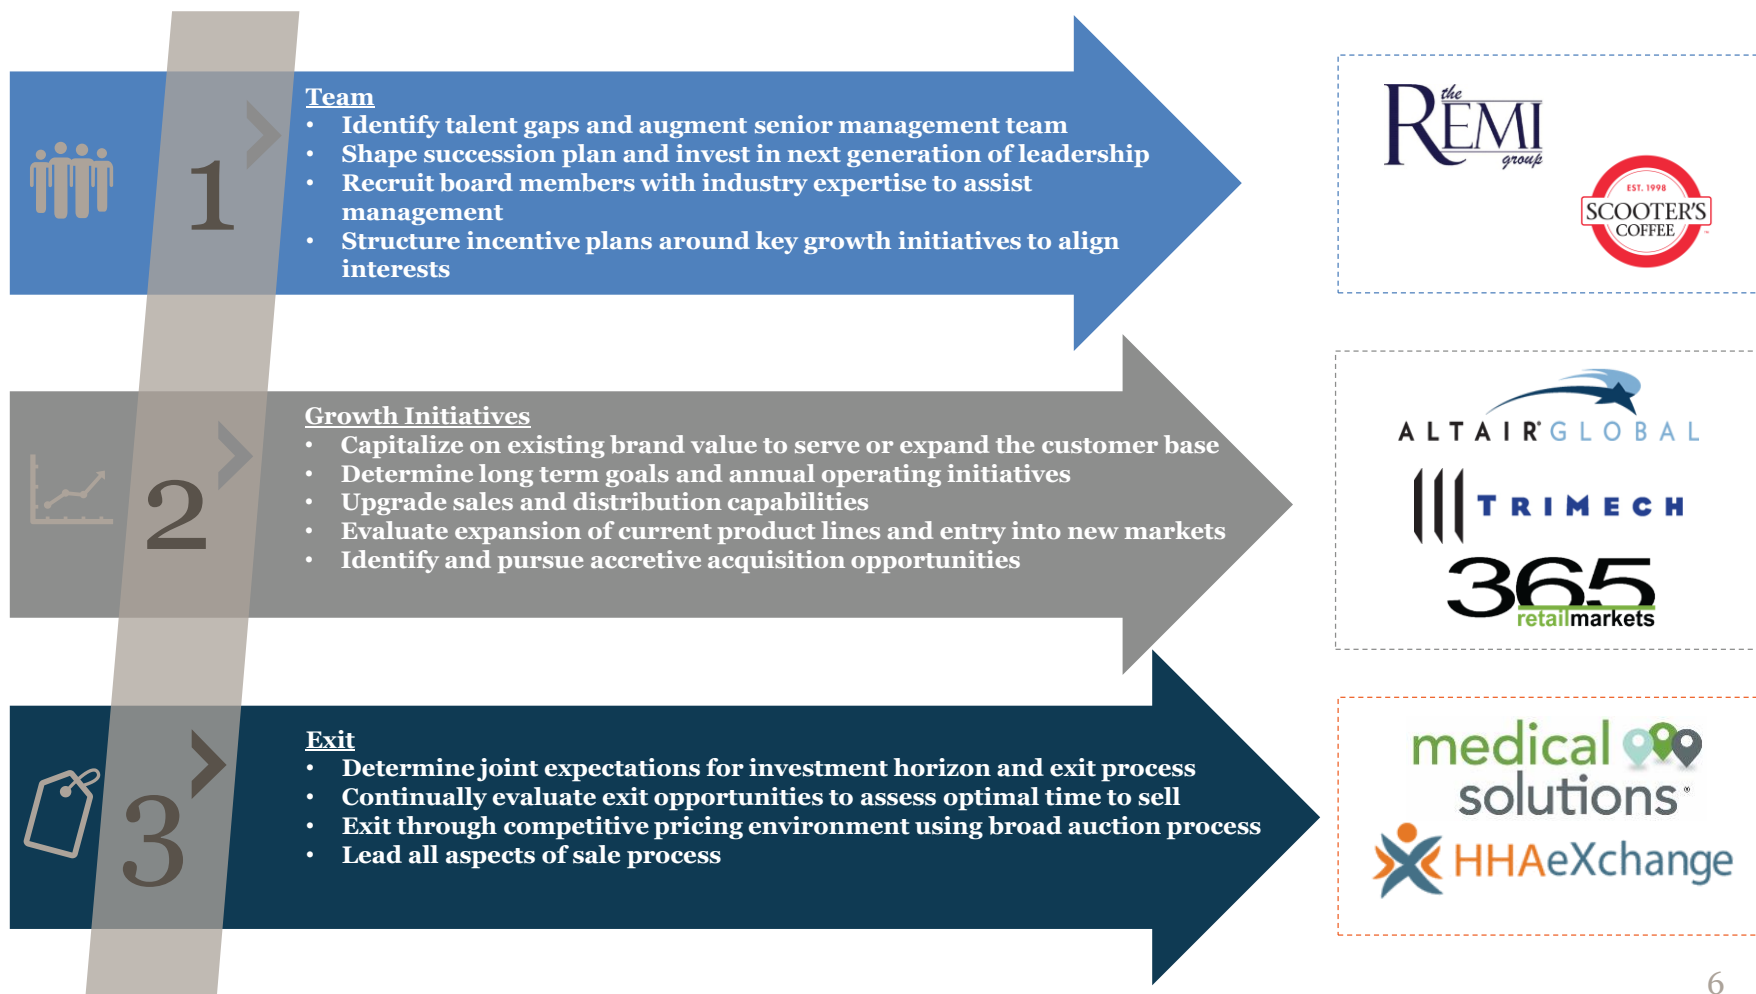 1
Team
• Identify talent gaps and augment senior management team
• Shape succession plan and invest in next generation of leadership
• Recruit board members with industry expertise to assist
management
• Structure incentive plans around key growth initiatives to align
interests
the
REMI
group
EST. 1998
SCOOTER'S
COFFEE
2
Growth Initiatives
• Capitalize on existing brand value to serve or expand the customer base
• Determine long term goals and annual operating initiatives
• Upgrade sales and distribution capabilities
• Evaluate expansion of current product lines and entry into new markets
• Identify and pursue accretive acquisition opportunities
ALTAIR® GLOBAL
TRIMECH
365
retailmarkets
3
Exit
• Determine joint expectations for investment horizon and exit process
• Continually evaluate exit opportunities to assess optimal time to sell
• Exit through competitive pricing environment using broad auction process
• Lead all aspects of sale process
medical
solutions®
HHAeXchange
6